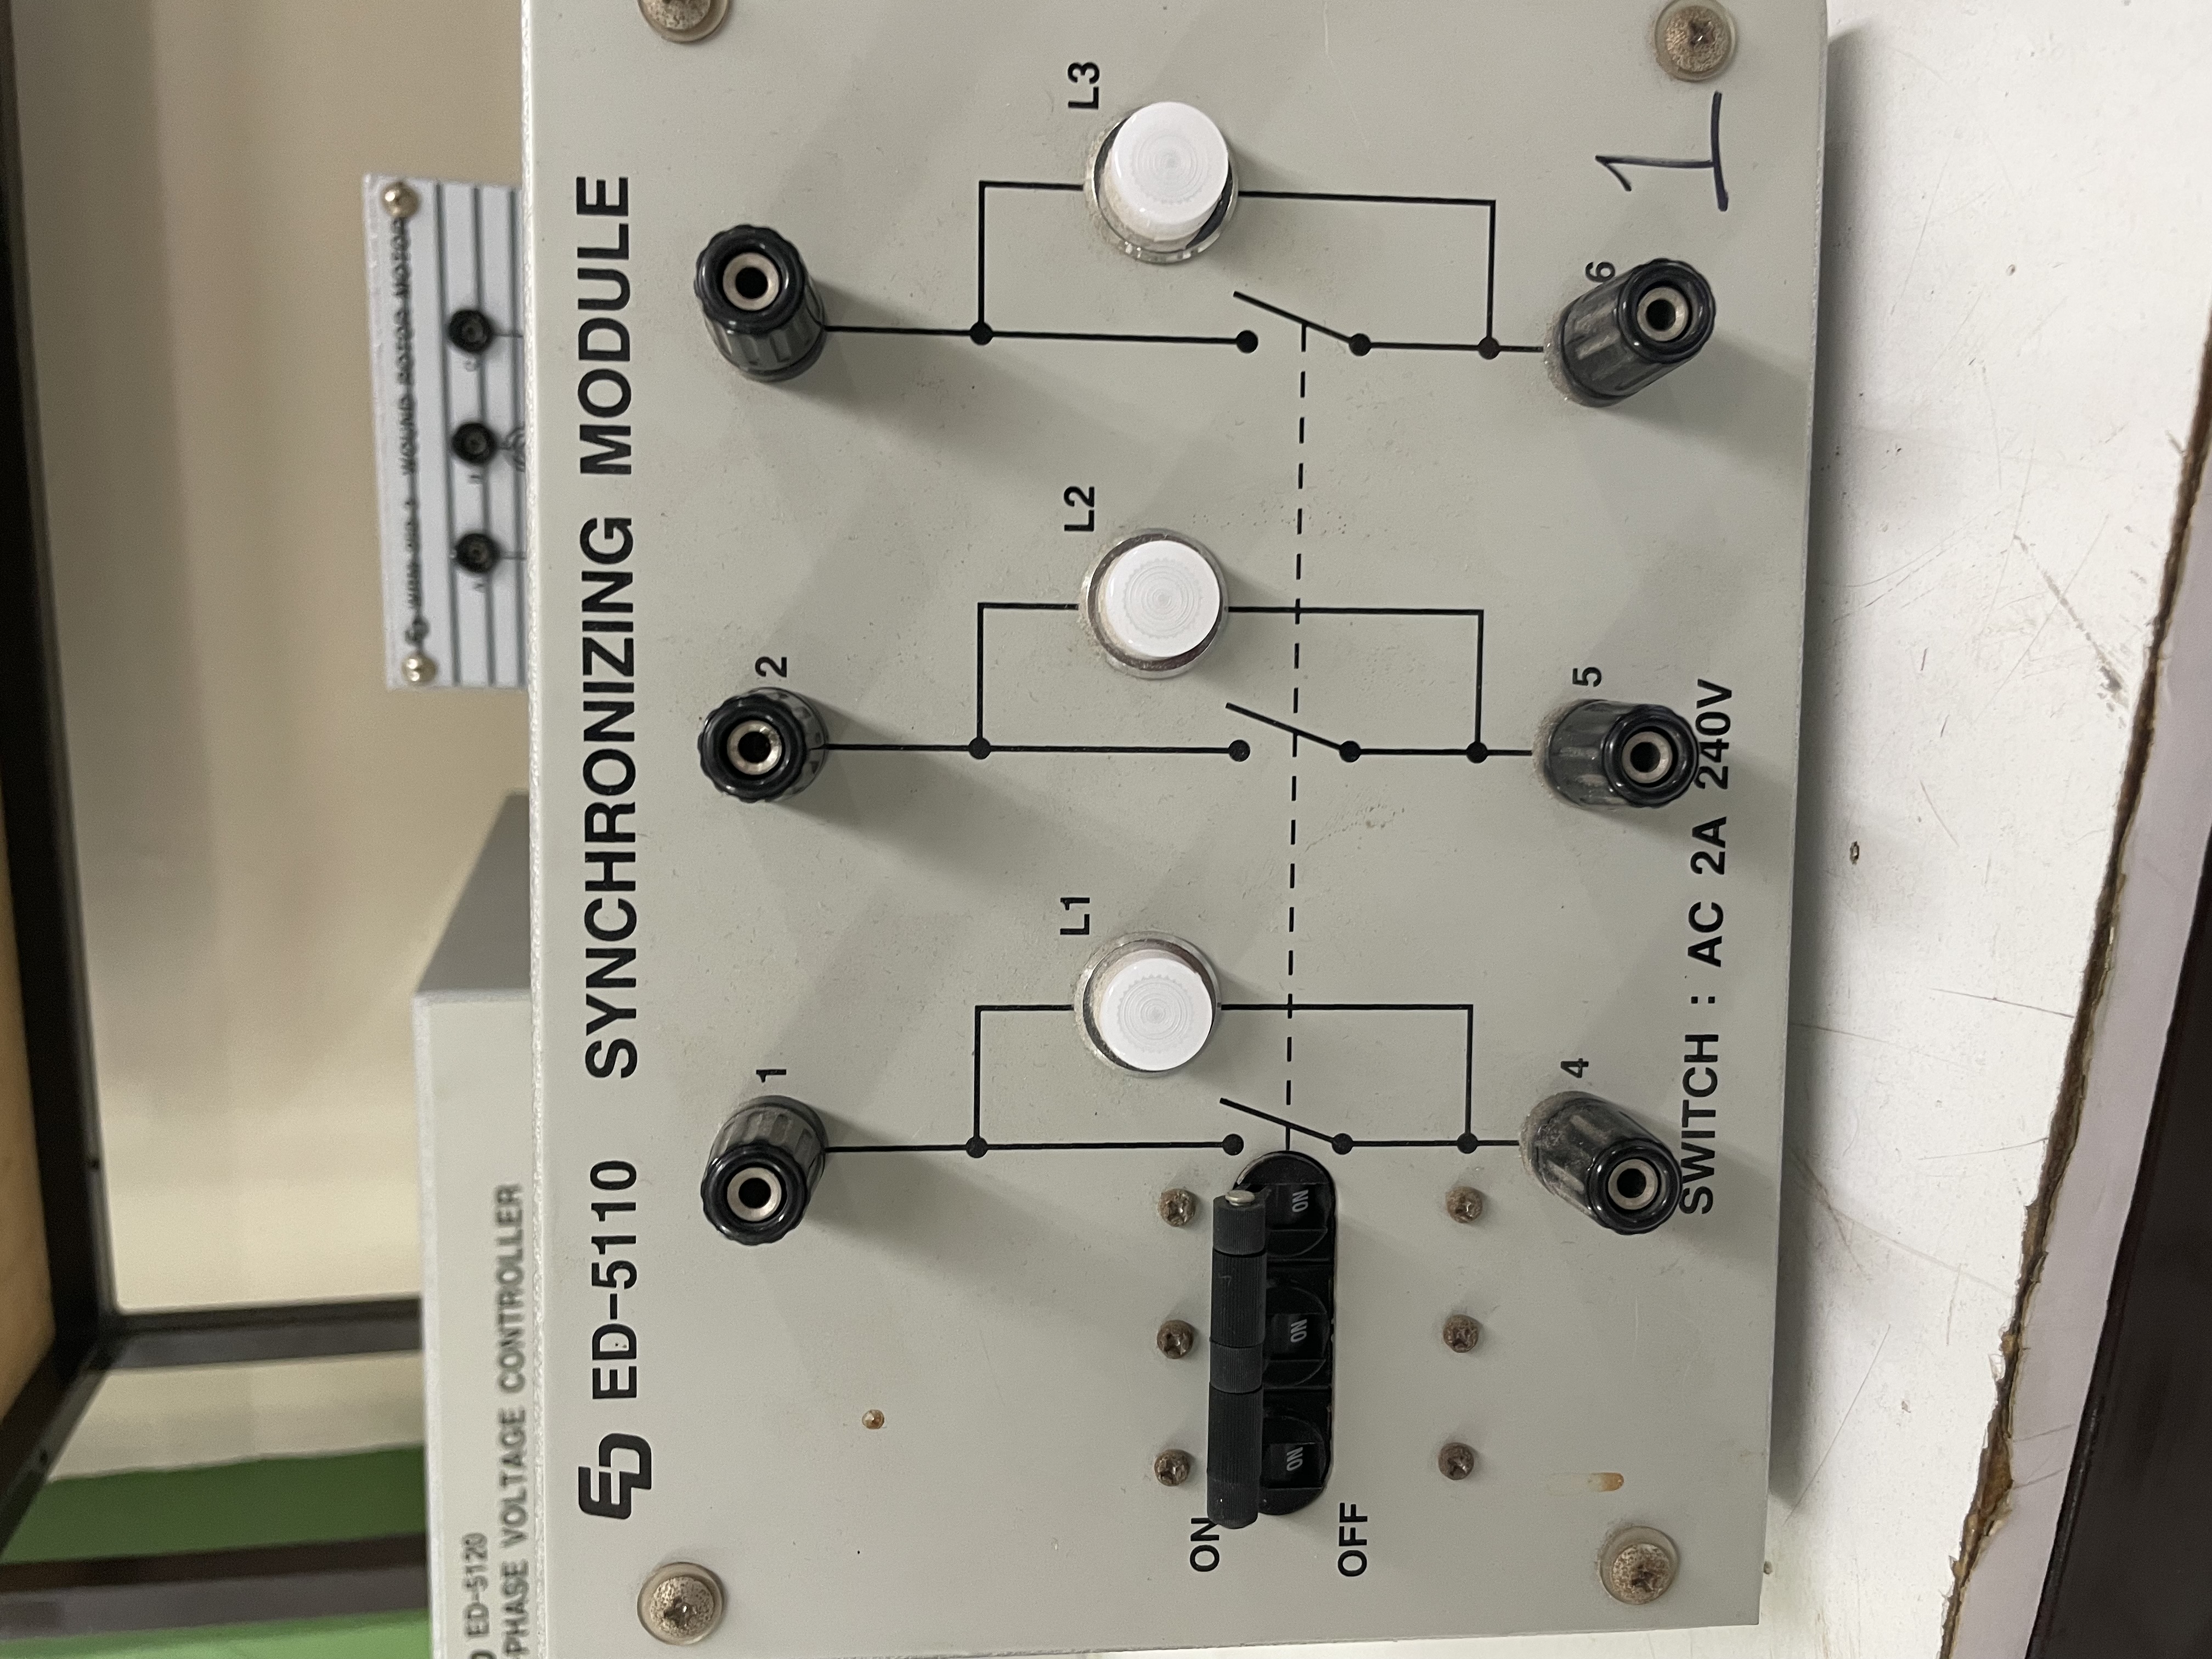 ED-5120
-PHASE VOLTAGE CONTROLLER
WOUND ROTOR MOTOR
ED ED-5110 SYNCHRONIZING MODULE
1
2
L1
L2
L3
ON
ON
ON
ON
OFF
4
5
6
1
SWITCH : AC 2A 240V